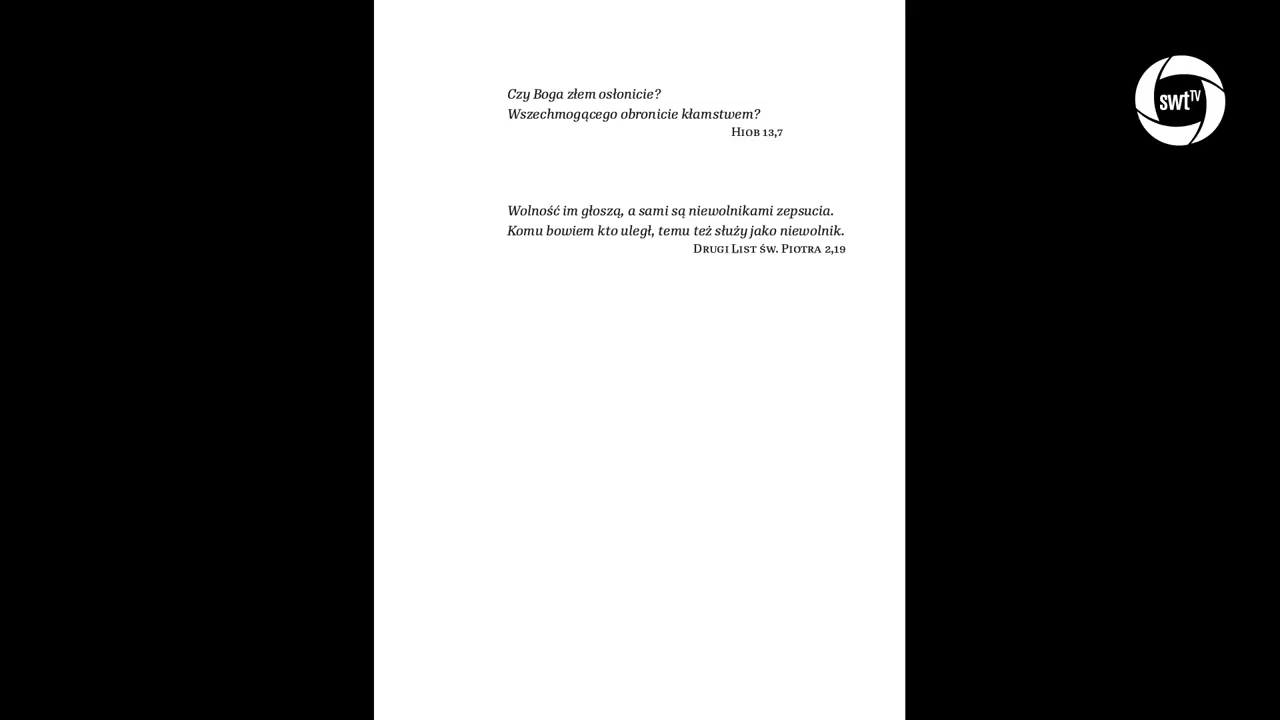 Czy Boga złem osłonicie?
Wszechmogącego obronicie kłamstwem?
Hiob 13,7
Wolność im głoszą, a sami są niewolnikami zepsucia.
Komu bowiem kto uległ, temu też służy jako niewolnik.
Drugi List św. Piotra 2,19
swtTV